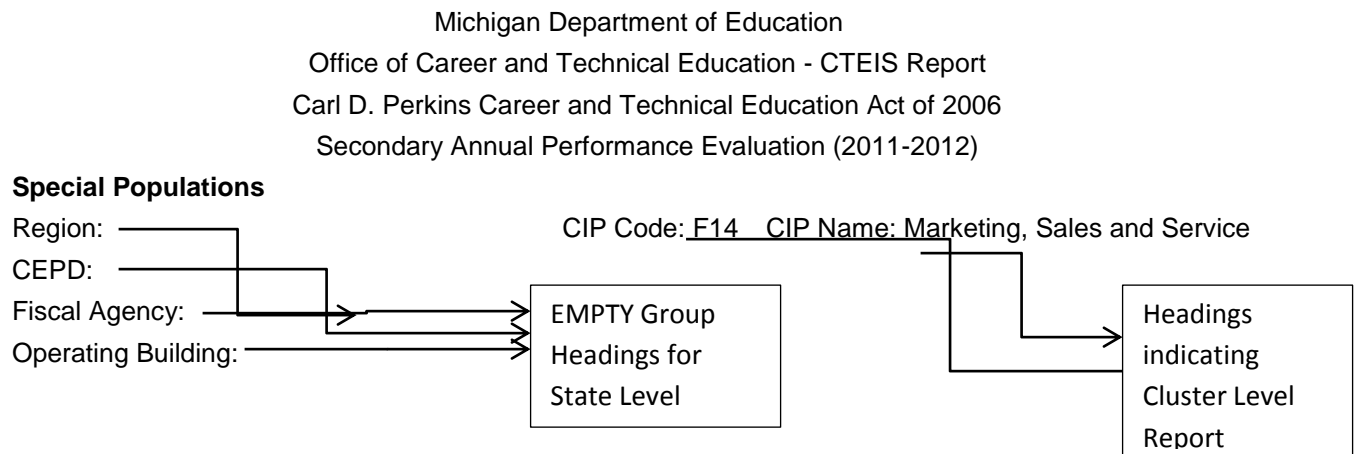 Michigan Department of Education
Office of Career and Technical Education - CTEIS Report
Carl D. Perkins Career and Technical Education Act of 2006
Secondary Annual Performance Evaluation (2011-2012)
Special Populations
Region:
CIP Code: F14 CIP Name: Marketing, Sales and Service
CEPD:
Fiscal Agency:
Operating Building:
EMPTY Group
Headings for
State Level
Headings
indicating
Cluster Level
Report